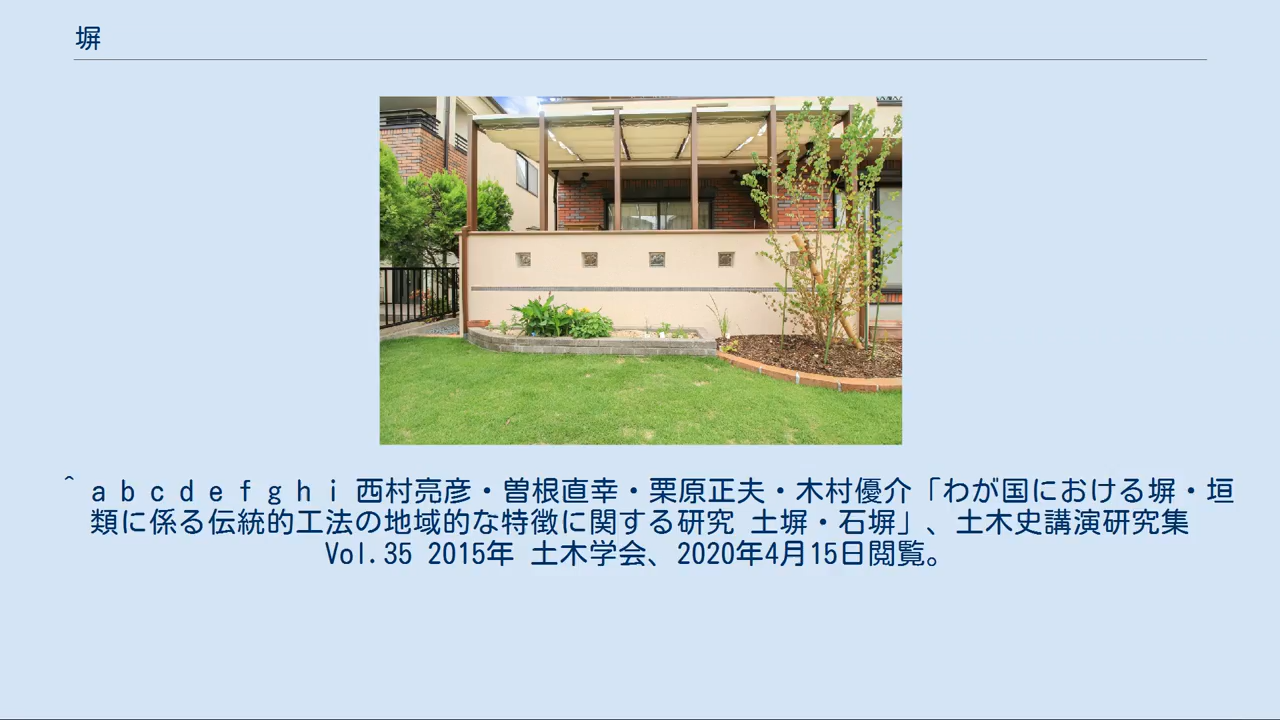 塀
^ a b c d e f g h i 西村亮彦・曽根直幸・栗原正夫・木村優介「わが国における塀・垣
類に係る伝統的工法の地域的な特徴に関する研究 土塀・石塀」、土木史講演研究集
Vol.35 2015年 土木学会、2020年4月15日閲覧。